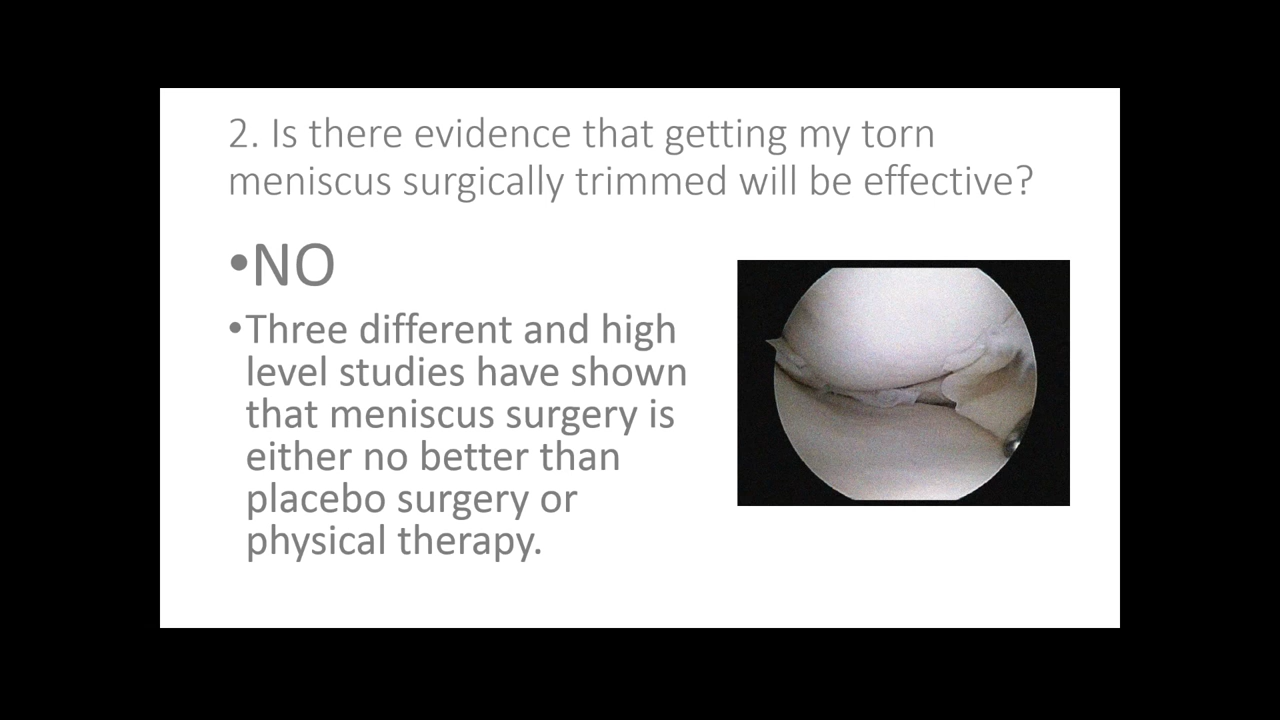 2. Is there evidence that getting my torn
meniscus surgically trimmed will be effective?
•NO
•Three different and high
level studies have shown
that meniscus surgery is
either no better than
placebo surgery or
physical therapy.